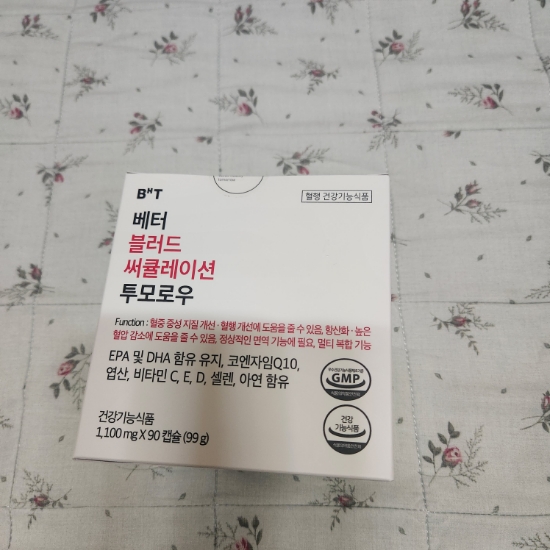 BNT
혈행 건강기능식품
베터
블러드
써큘레이션
투모로우
Function : 혈중 중성 지질 개선 · 혈행 개선에 도움을 줄 수 있음, 항산화 · 높은
혈압 감소에 도움을 줄 수 있음, 정상적인 면역 기능에 필요, 멀티 복합 기능
EPA 및 DHA 함유 유지, 코엔자임Q10,
엽산, 비타민 C, E, D, 셀렌, 아연 함유
GMP
건강
기능식품
건강기능식품
1,100 mg X 90 캡슐 (99 g)